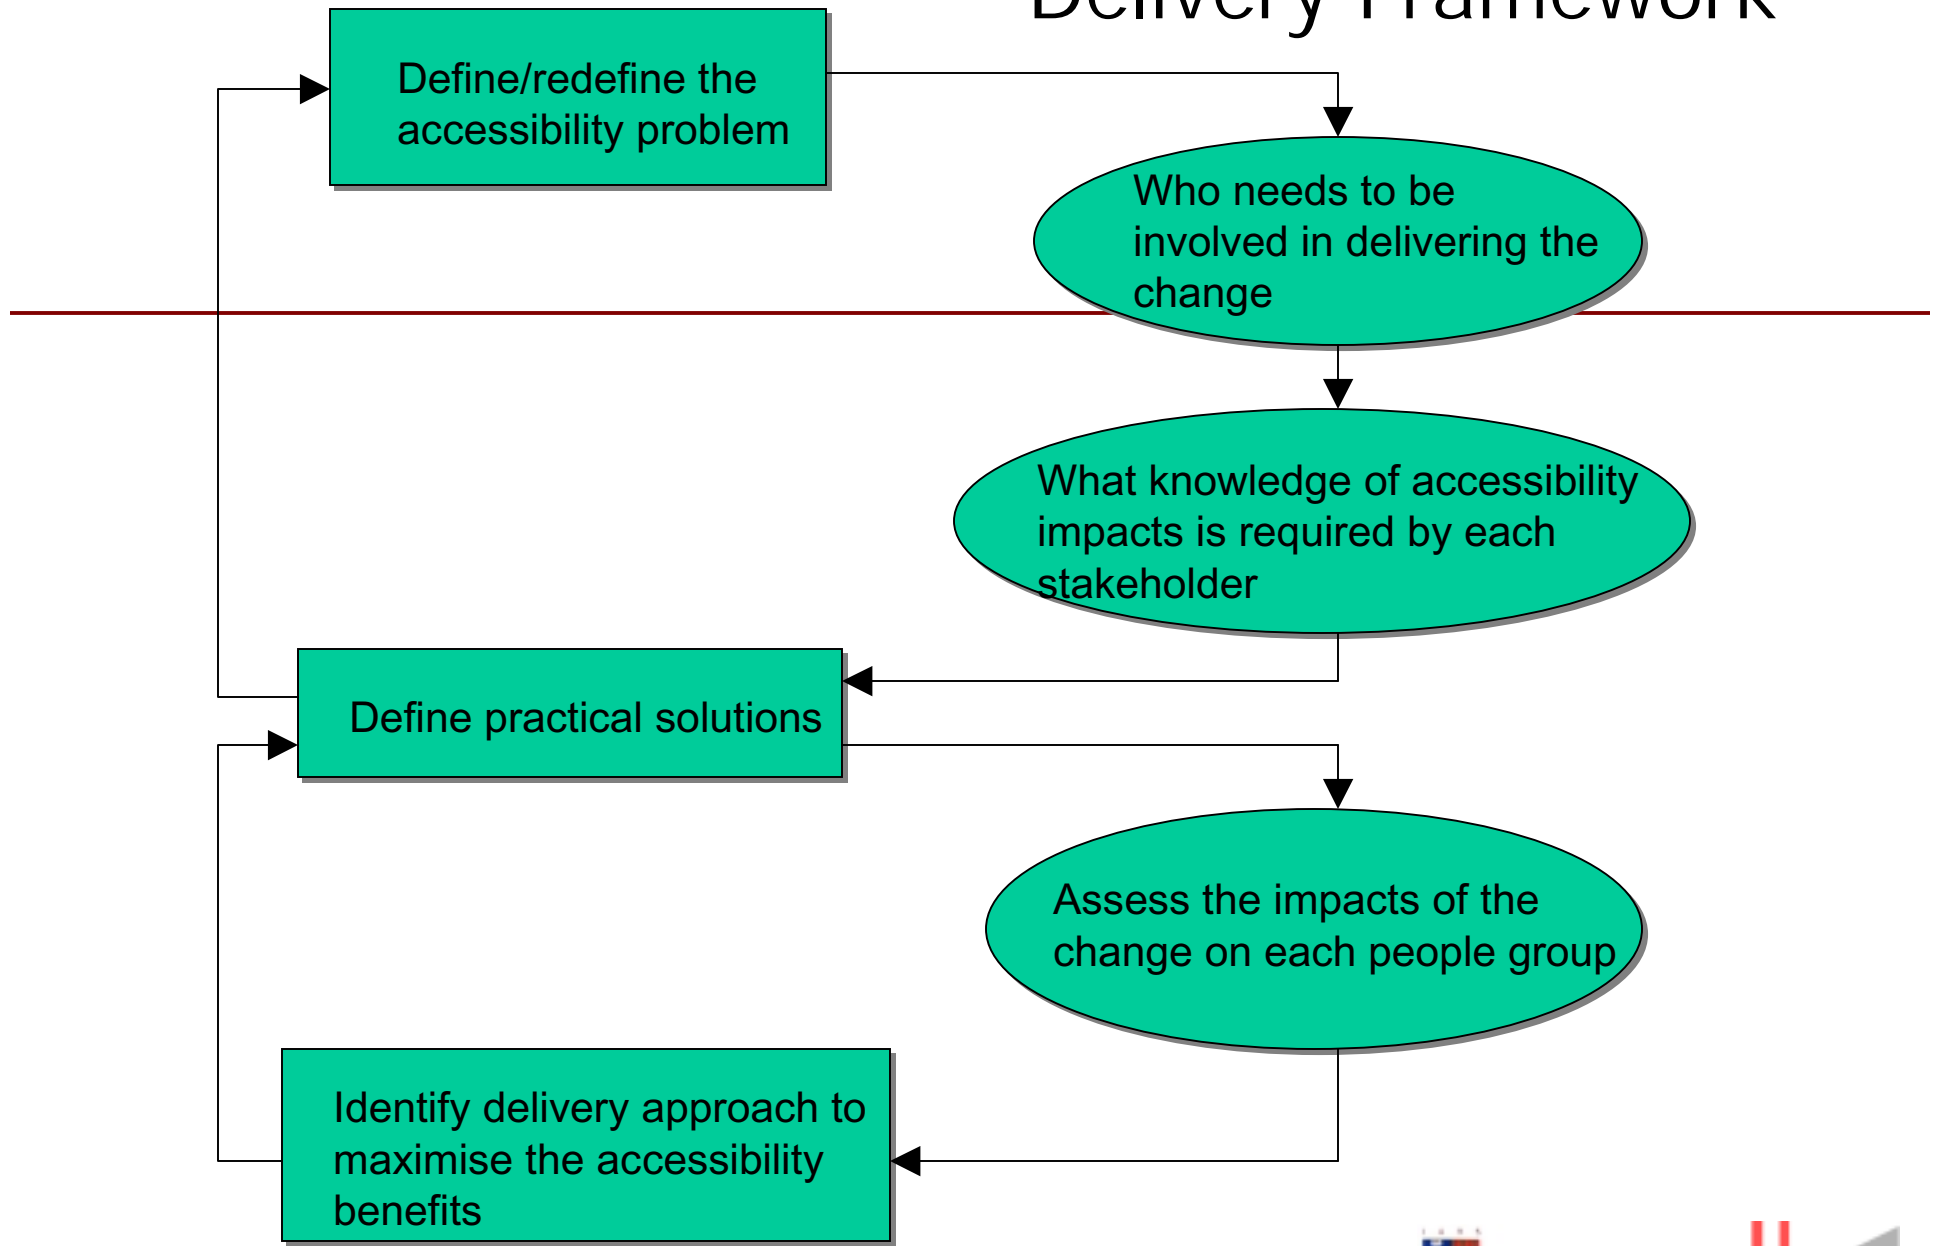 Delivery Framework
Define/redefine the
accessibility problem
Who needs to be
involved in delivering the
change
What knowledge of accessibility
impacts is required by each
stakeholder
Define practical solutions
Assess the impacts of the
change on each people group
Identify delivery approach to
maximise the accessibility
benefits